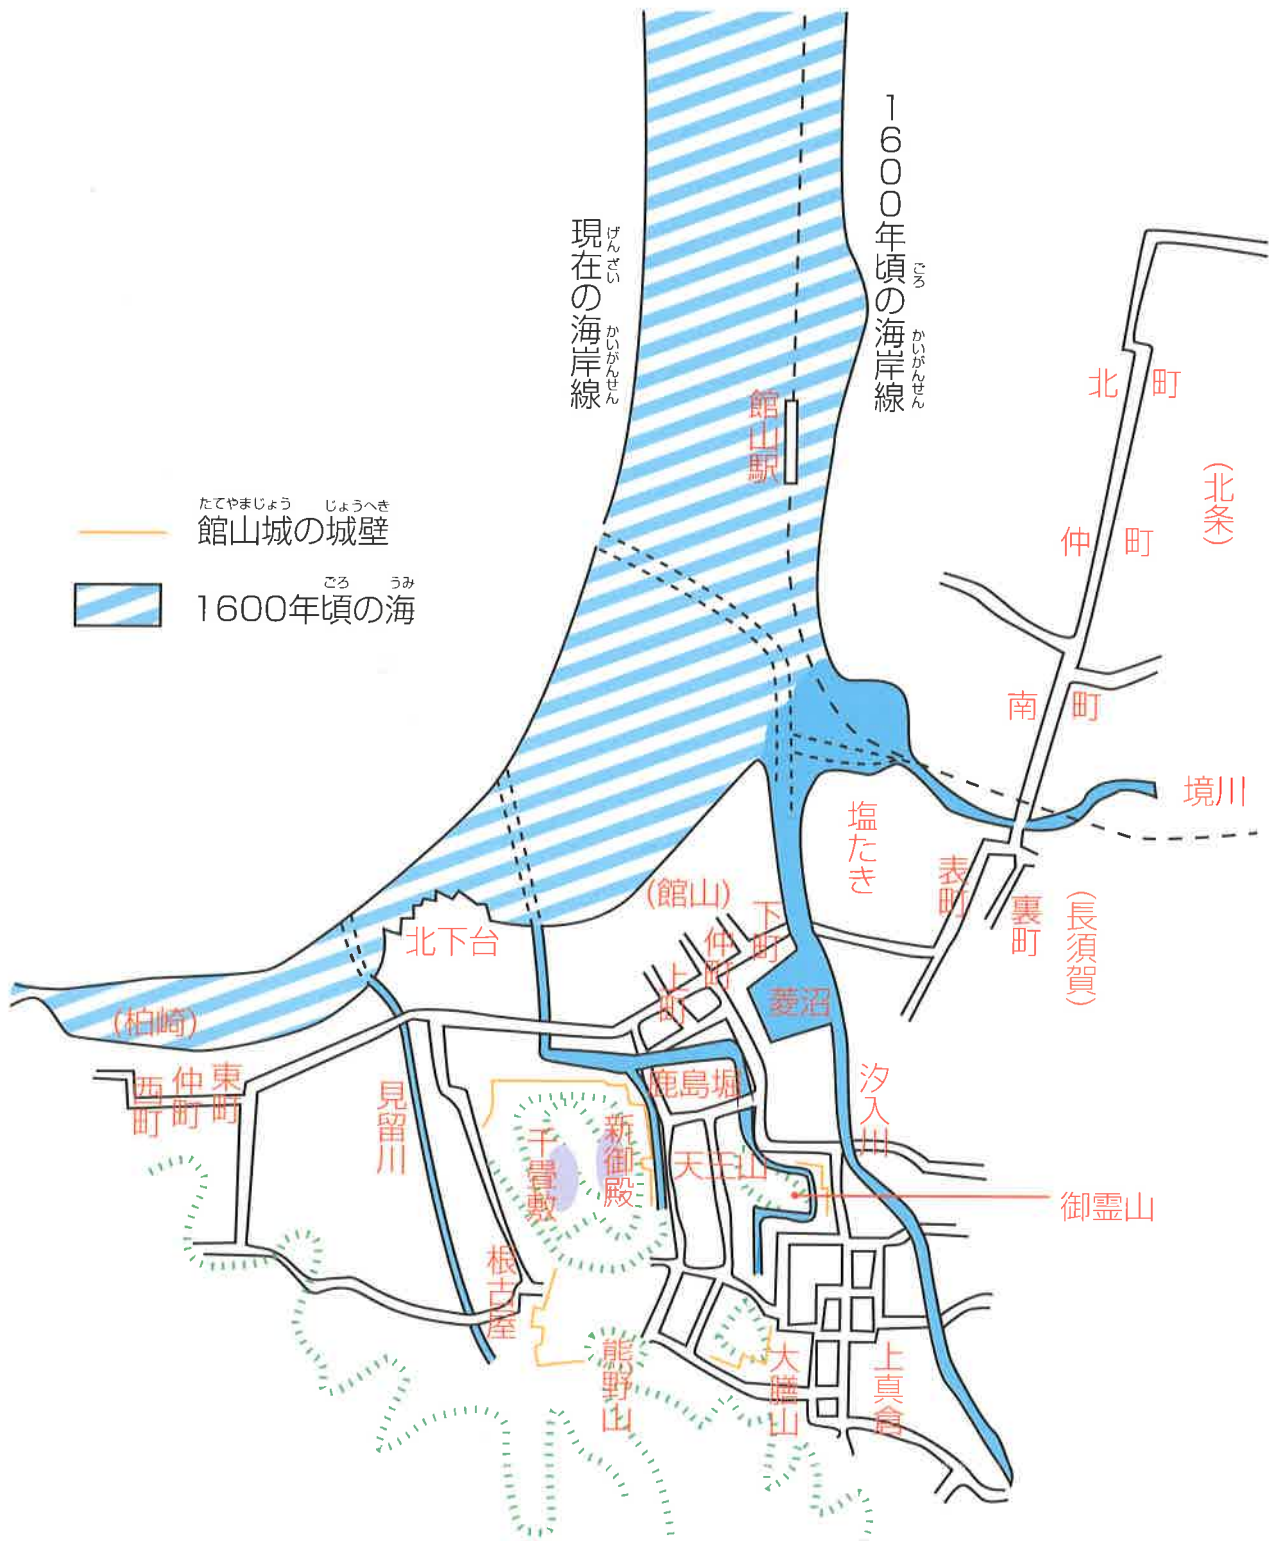 1600年頃の海岸線
ごろ
かいがんせん
現在の海岸線
げんざい
かいがんせん
館山駅
北町
(北条)
仲町
たてやまじょう じょうへき
館山城の城壁
ごろ うみ
1600年頃の海
南町
境川
塩たき
表町
裏町
(長須賀)
(館山)
下町
仲町
上町
北下台
菱沼
(柏崎)
西町
仲町
東町
見留川
鹿島堀
汐入川
千畳敷
新御殿
天王山
御霊山
根古屋
熊野山
大膳山
上真倉